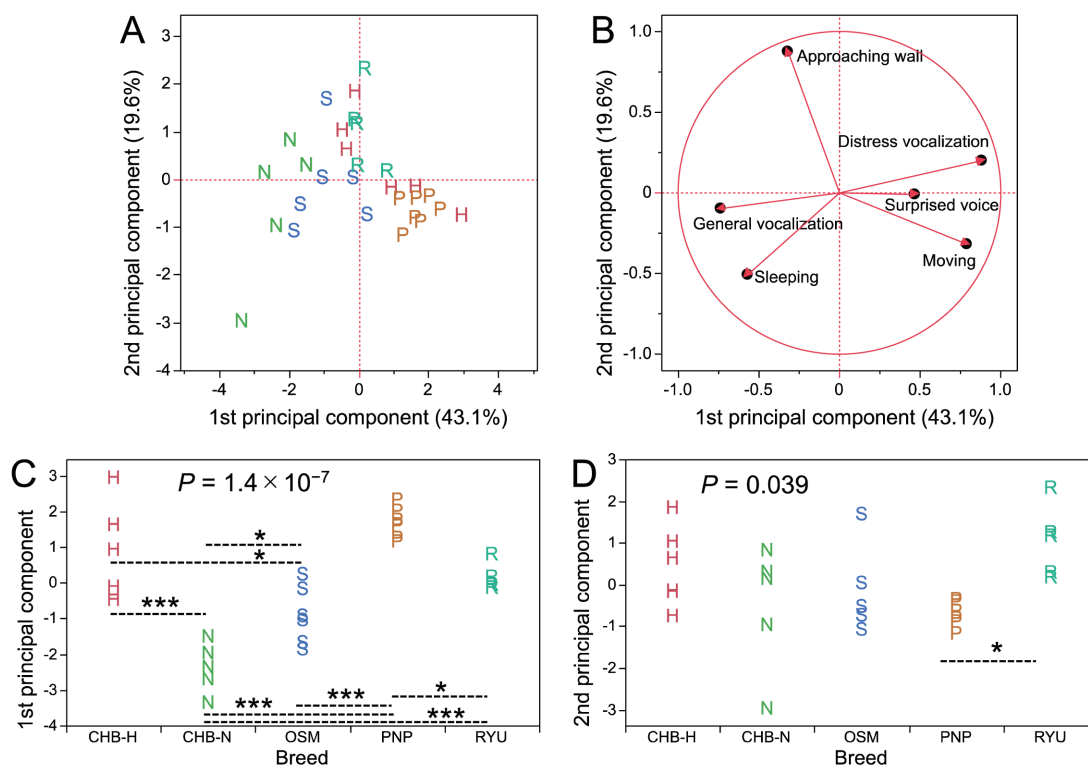 A
2nd principal component (19.6%)
3
2
1
0
-1
-2
-3
-4
R
H
S
R
R
H
N
H
N
N
R
R
S
S
H
H
P
P
P
P
S
S
P
P
H
N
S
P
N
-4
-2
0
2
4
1st principal component (43.1%)
B
2nd principal component (19.6%)
1.0
0.5
0
-0.5
-1.0
Approaching wall
Distress vocalization
Surprised voice
General vocalization
Moving
Sleeping
-1.0
-0.5
0
0.5
1.0
1st principal component (43.1%)
C
P = 1.4 × 10⁻⁷
1st principal component
3
2
1
0
-1
-2
-3
-4
H
H
H
H
H
H
N
N
N
N
N
S
S
S
S
S
S
P
P
P
P
P
R
R
R
R
*
*
***
***
*
***
***
CHB-H
CHB-N
OSM
PNP
RYU
Breed
D
P = 0.039
2nd principal component
3
2
1
0
-1
-2
-3
H
H
H
H
H
N
N
N
N
N
S
S
S
S
S
P
P
P
P
R
R
R
R
R
*
CHB-H
CHB-N
OSM
PNP
RYU
Breed